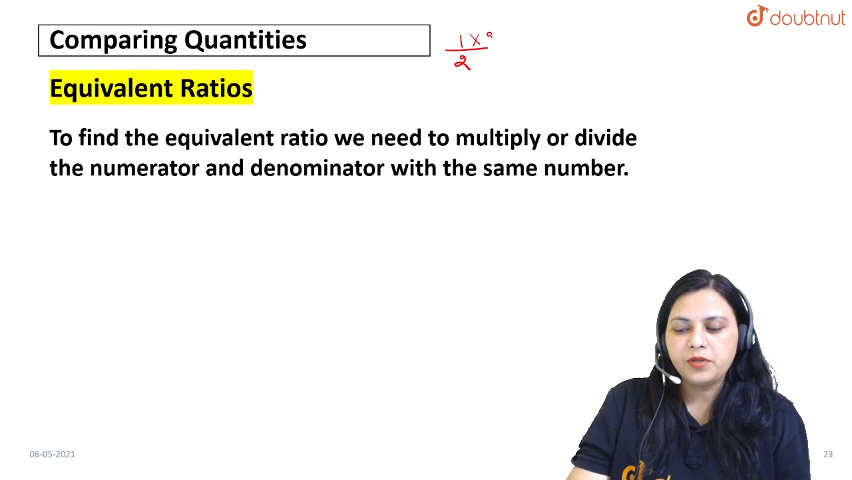 doubtnut
Comparing Quantities
1 ×
2
Equivalent Ratios
To find the equivalent ratio we need to multiply or divide
the numerator and denominator with the same number.
06-05-2021
23